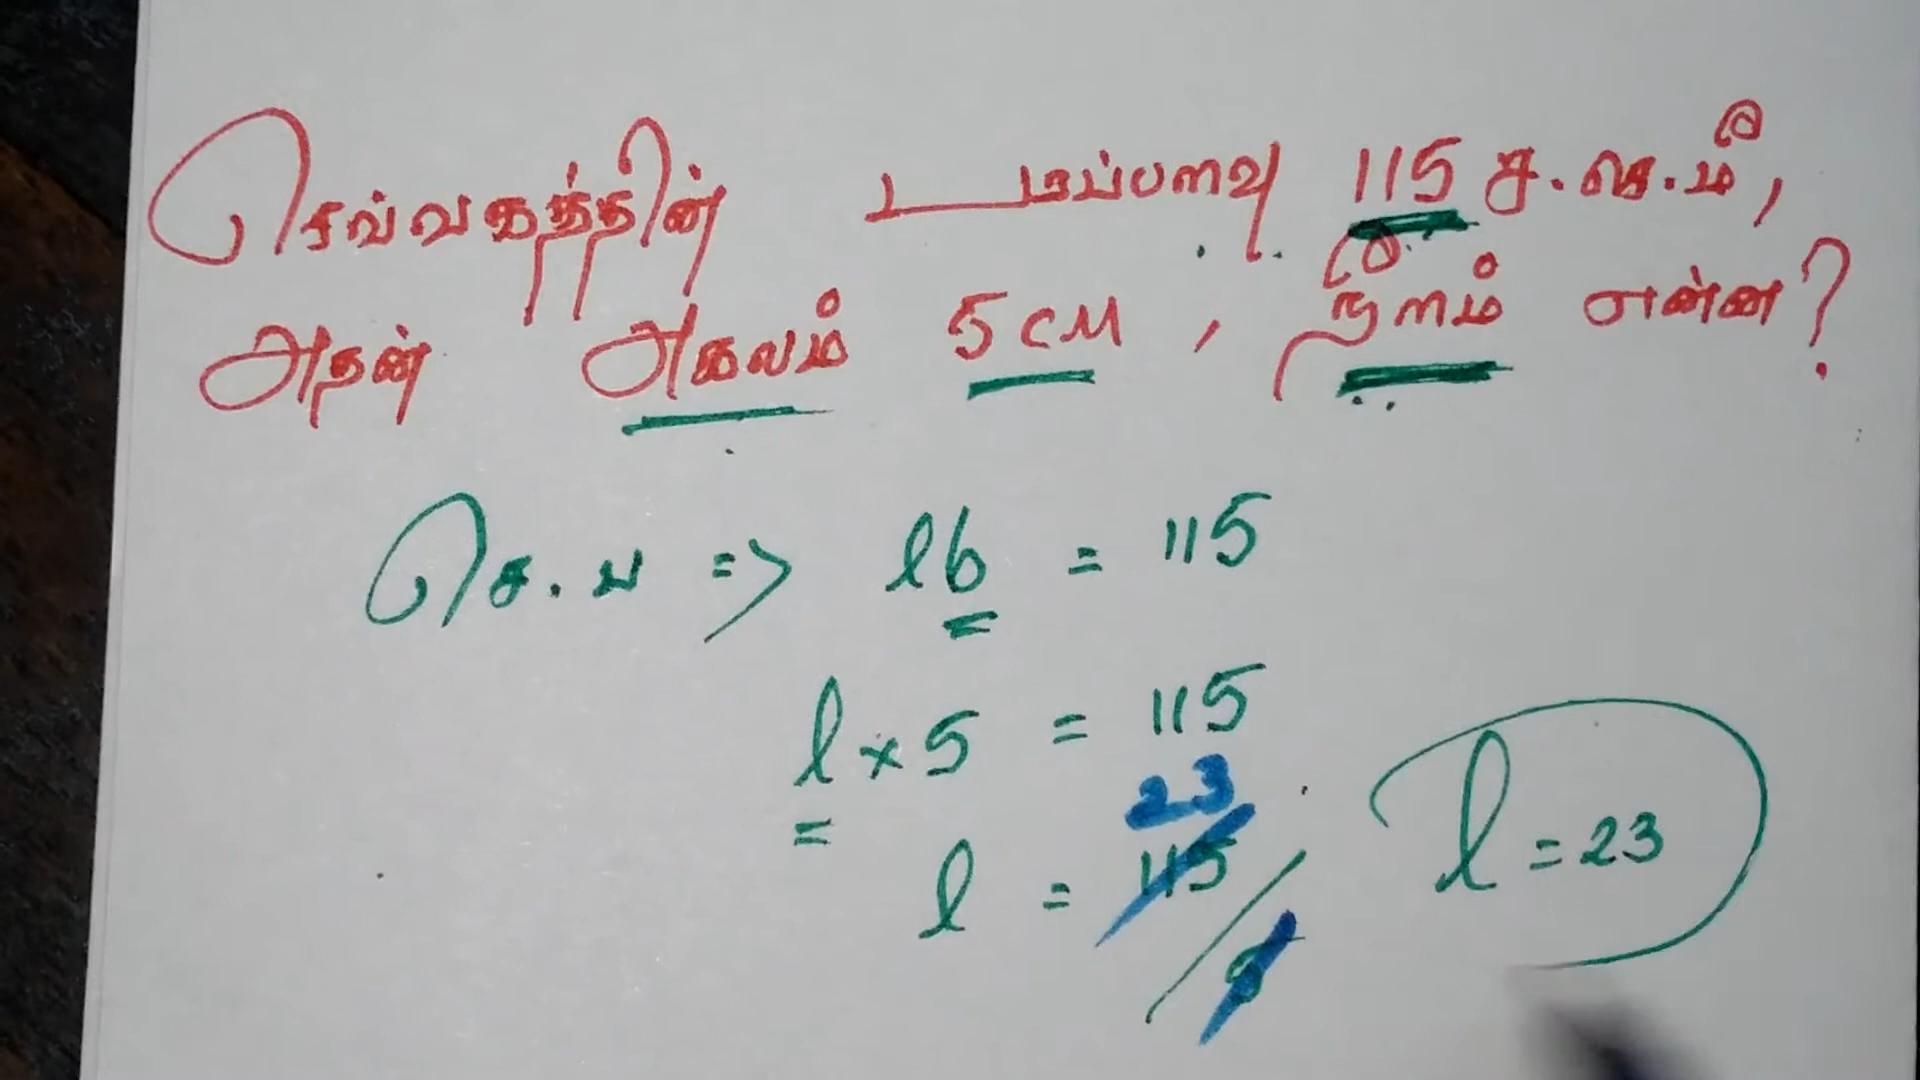 செவ்வகத்தின் பரப்பளவு 115 ச.செ.மீ,
அதன் அகலம் 5 CM, நீளம் என்ன?
செ.ப => lb = 115
l x 5 = 115
23
l = 115/5
l = 23